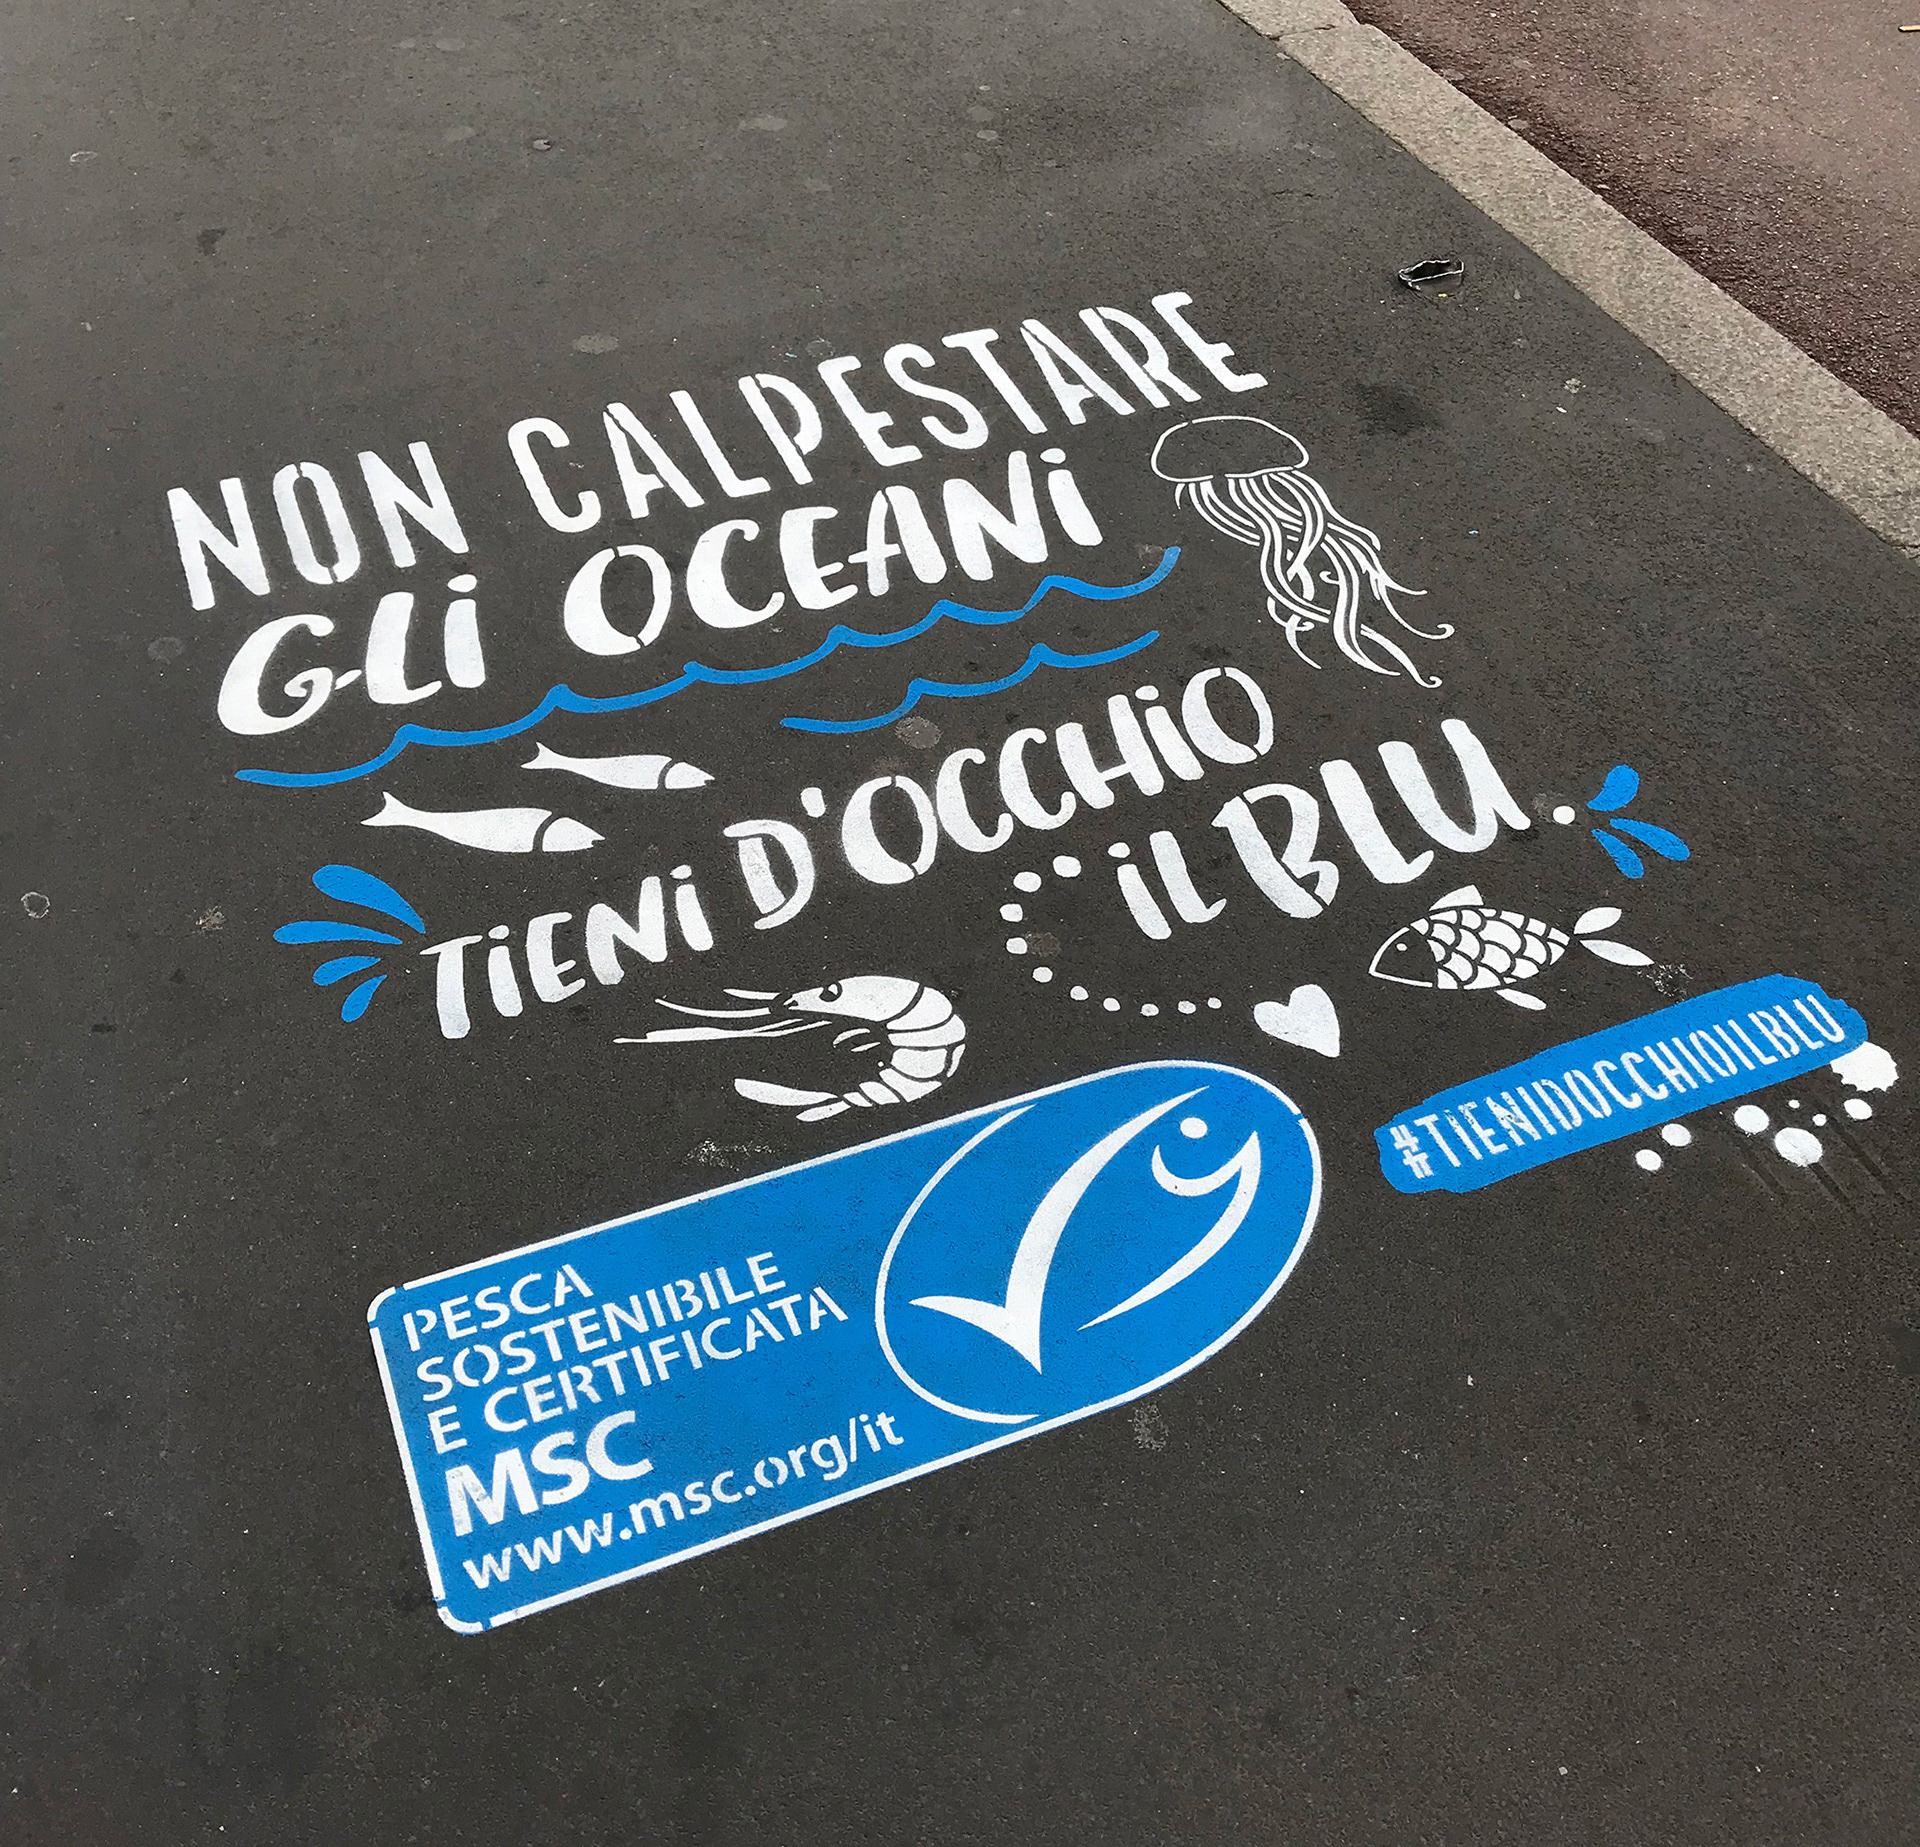 NON CALPESTARE
GLi OCEANi
TiENi D'OCCHiO
iL BLU
#TIENIDOCCHIOILBLU
PESCA
SOSTENIBILE
E CERTIFICATA
MSC
www.msc.org/it